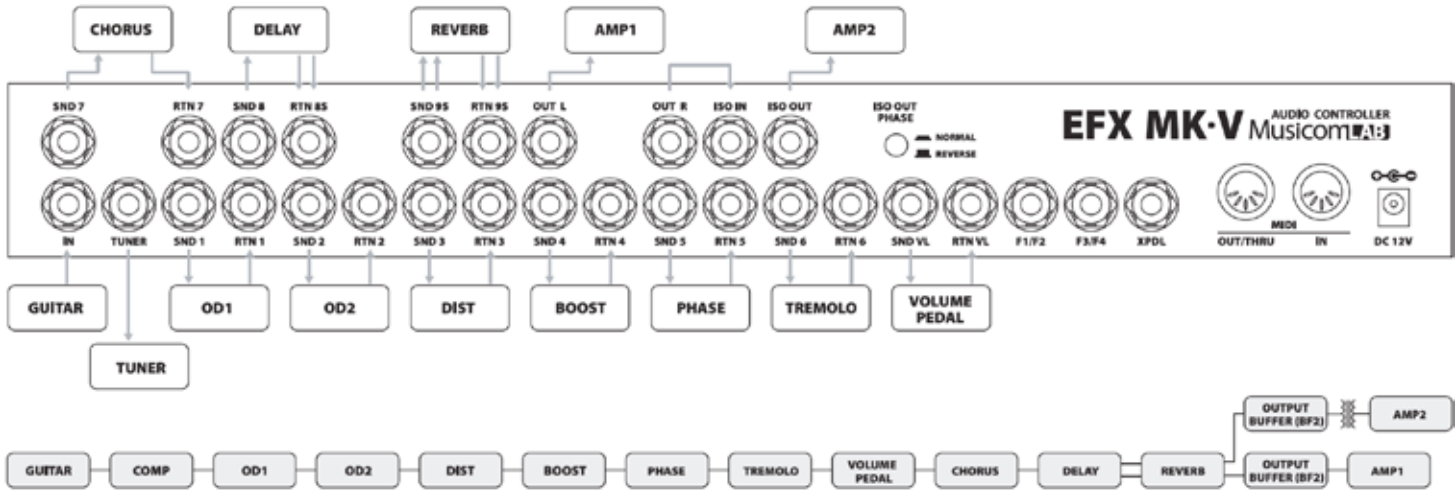 CHORUS
DELAY
REVERB
AMP1
AMP2
SND 7
RTN 7
SND 8
RTN 8S
SND 9S
RTN 9S
OUT L
OUT R
ISO IN
ISO OUT
ISO OUT
PHASE
NORMAL
REVERSE
EFX MK·V AUDIO CONTROLLER
MusicomLAB
IN
TUNER
SND 1
RTN 1
SND 2
RTN 2
SND 3
RTN 3
SND 4
RTN 4
SND 5
RTN 5
SND 6
RTN 6
SND VL
RTN VL
F1/F2
F3/F4
XPDL
MIDI
OUT/THRU
IN
DC 12V
GUITAR
OD1
OD2
DIST
BOOST
PHASE
TREMOLO
VOLUME
PEDAL
TUNER
OUTPUT
BUFFER (BF2)
AMP2
GUITAR
COMP
OD1
OD2
DIST
BOOST
PHASE
TREMOLO
VOLUME
PEDAL
CHORUS
DELAY
REVERB
OUTPUT
BUFFER (BF2)
AMP1